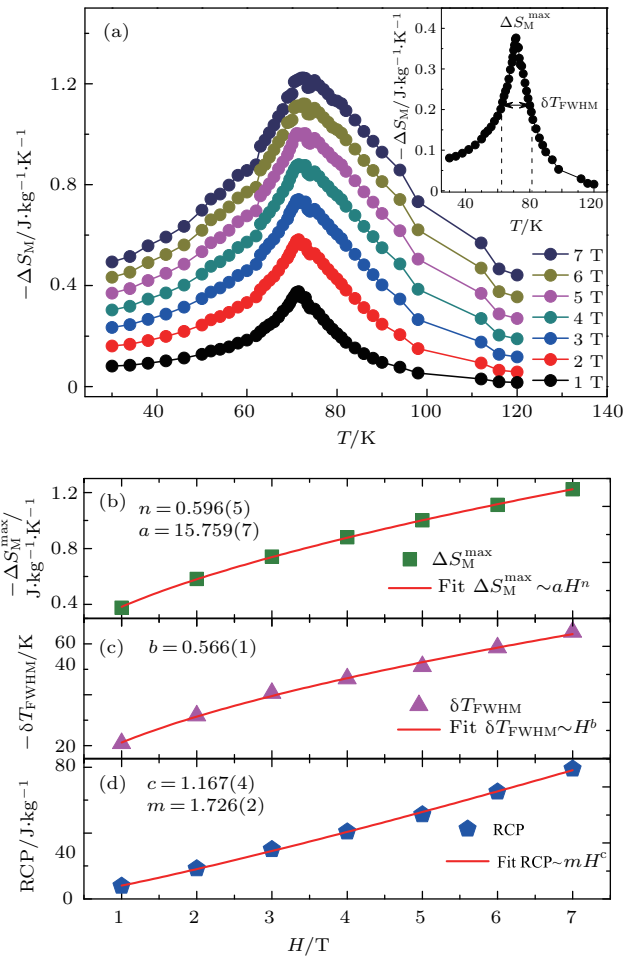 (a)
−ΔS_M/J·kg⁻¹·K⁻¹
1.2
0.8
0.4
0
40 60 80 100 120 140
T/K
7 T
6 T
5 T
4 T
3 T
2 T
1 T
ΔS_M^max
δT_FWHM
−ΔS_M/J·kg⁻¹·K⁻¹
0.4
0.3
0.2
0.1
0
40 60 80 100 120
T/K
(b)
n = 0.596(5)
a = 15.759(7)
−ΔS_M^max/
J·kg⁻¹·K⁻¹
1.2
0.8
0.4
ΔS_M^max
Fit ΔS_M^max ∼aHⁿ
(c)
b = 0.566(1)
−δT_FWHM/K
60
40
20
δT_FWHM
Fit δT_FWHM∼H^b
(d)
c = 1.167(4)
m = 1.726(2)
RCP/J·kg⁻¹
80
40
0
RCP
Fit RCP∼mH^c
1 2 3 4 5 6 7
H/T